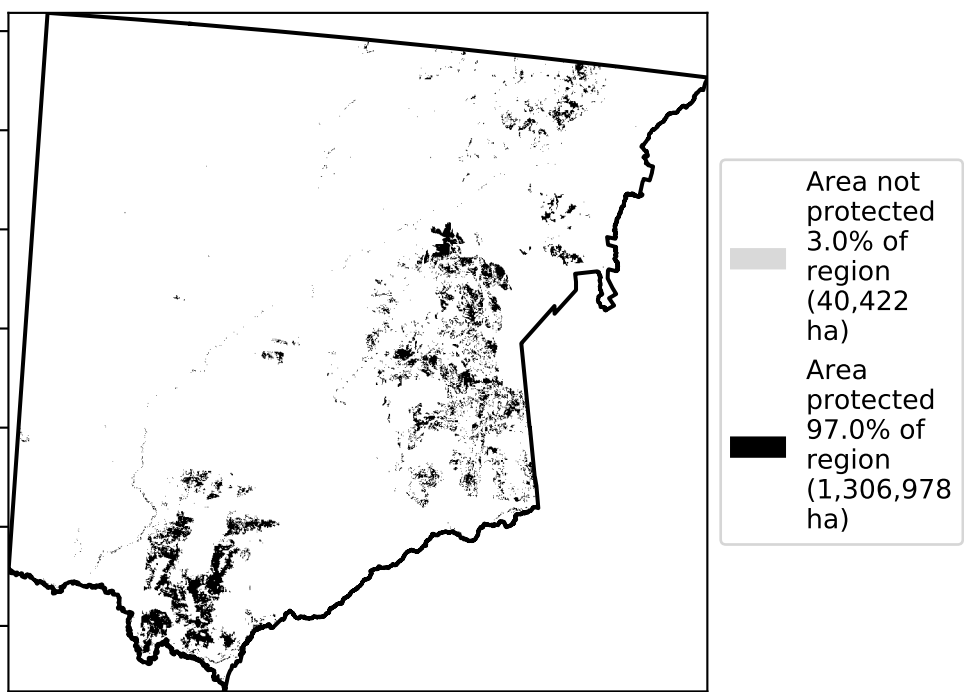 Area not
protected
3.0% of
region
(40,422
ha)
Area
protected
97.0% of
region
(1,306,978
ha)